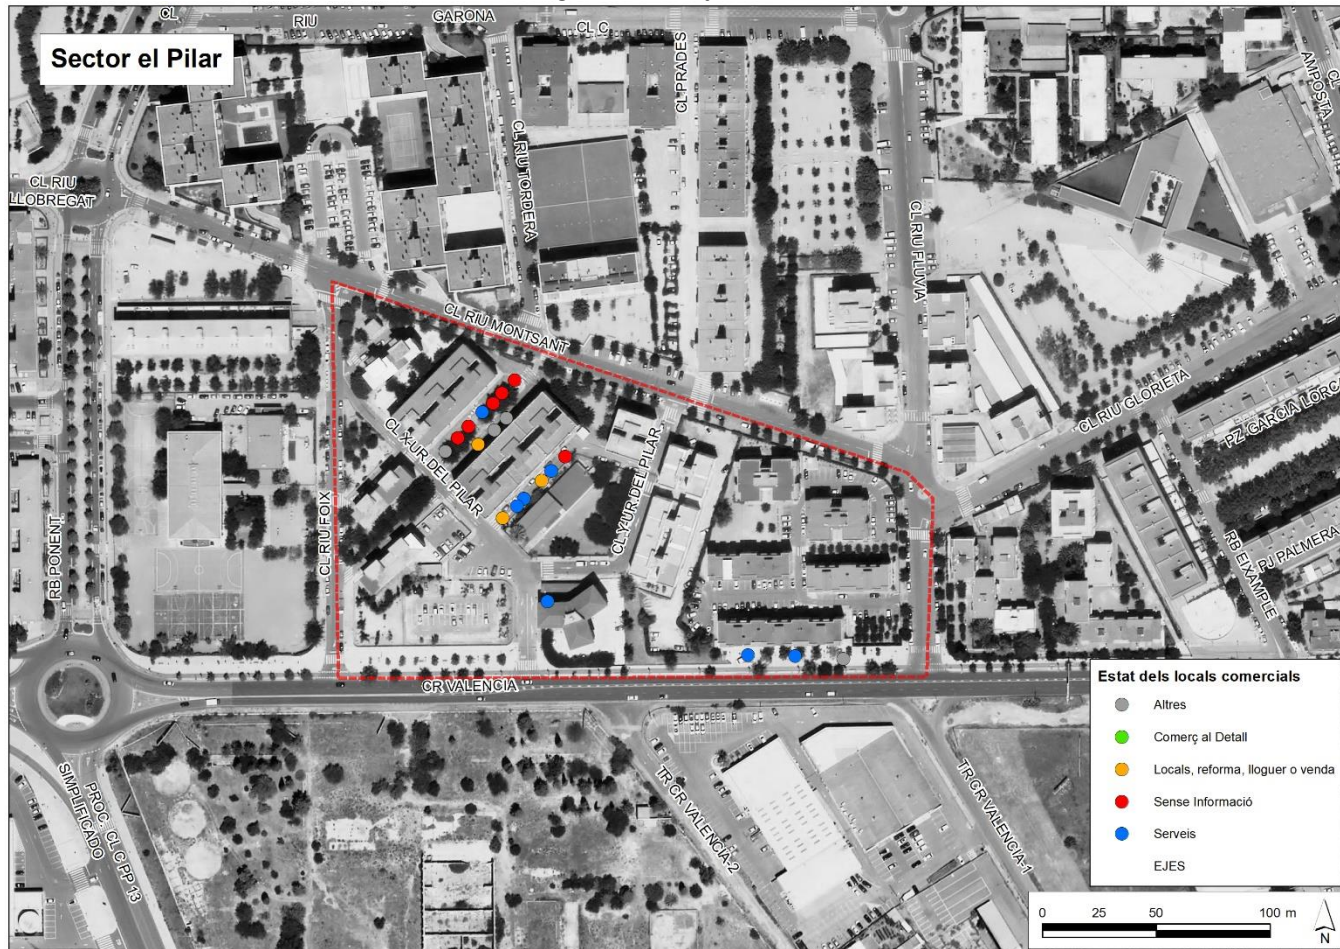 Sector el Pilar
CL
RIU
GARONA
CL C
CL PRADES
CL
AMPOSTA
CL RIU
LLOBREGAT
CL RIU TORDERA
CL RIU FLUVIA
CL RIU MONTSANT
CL RIU GLORIETA
PZ. GARCIA LORC
CL X-UR.DEL PILAR
CL Y-UR.DEL PILAR
CL RIU FOIX
RB PONENT
RB EIXAMPLE
PJ PALMERA
CR VALENCIA
PROC. CL C PP 13
SIMPLIFICADO
TR CR VALENCIA-2
TR CR VALENCIA-1
Estat dels locals comercials
Altres
Comerç al Detall
Locals, reforma, lloguer o venda
Sense Informació
Serveis
EJES
0 25 50 100 m
N